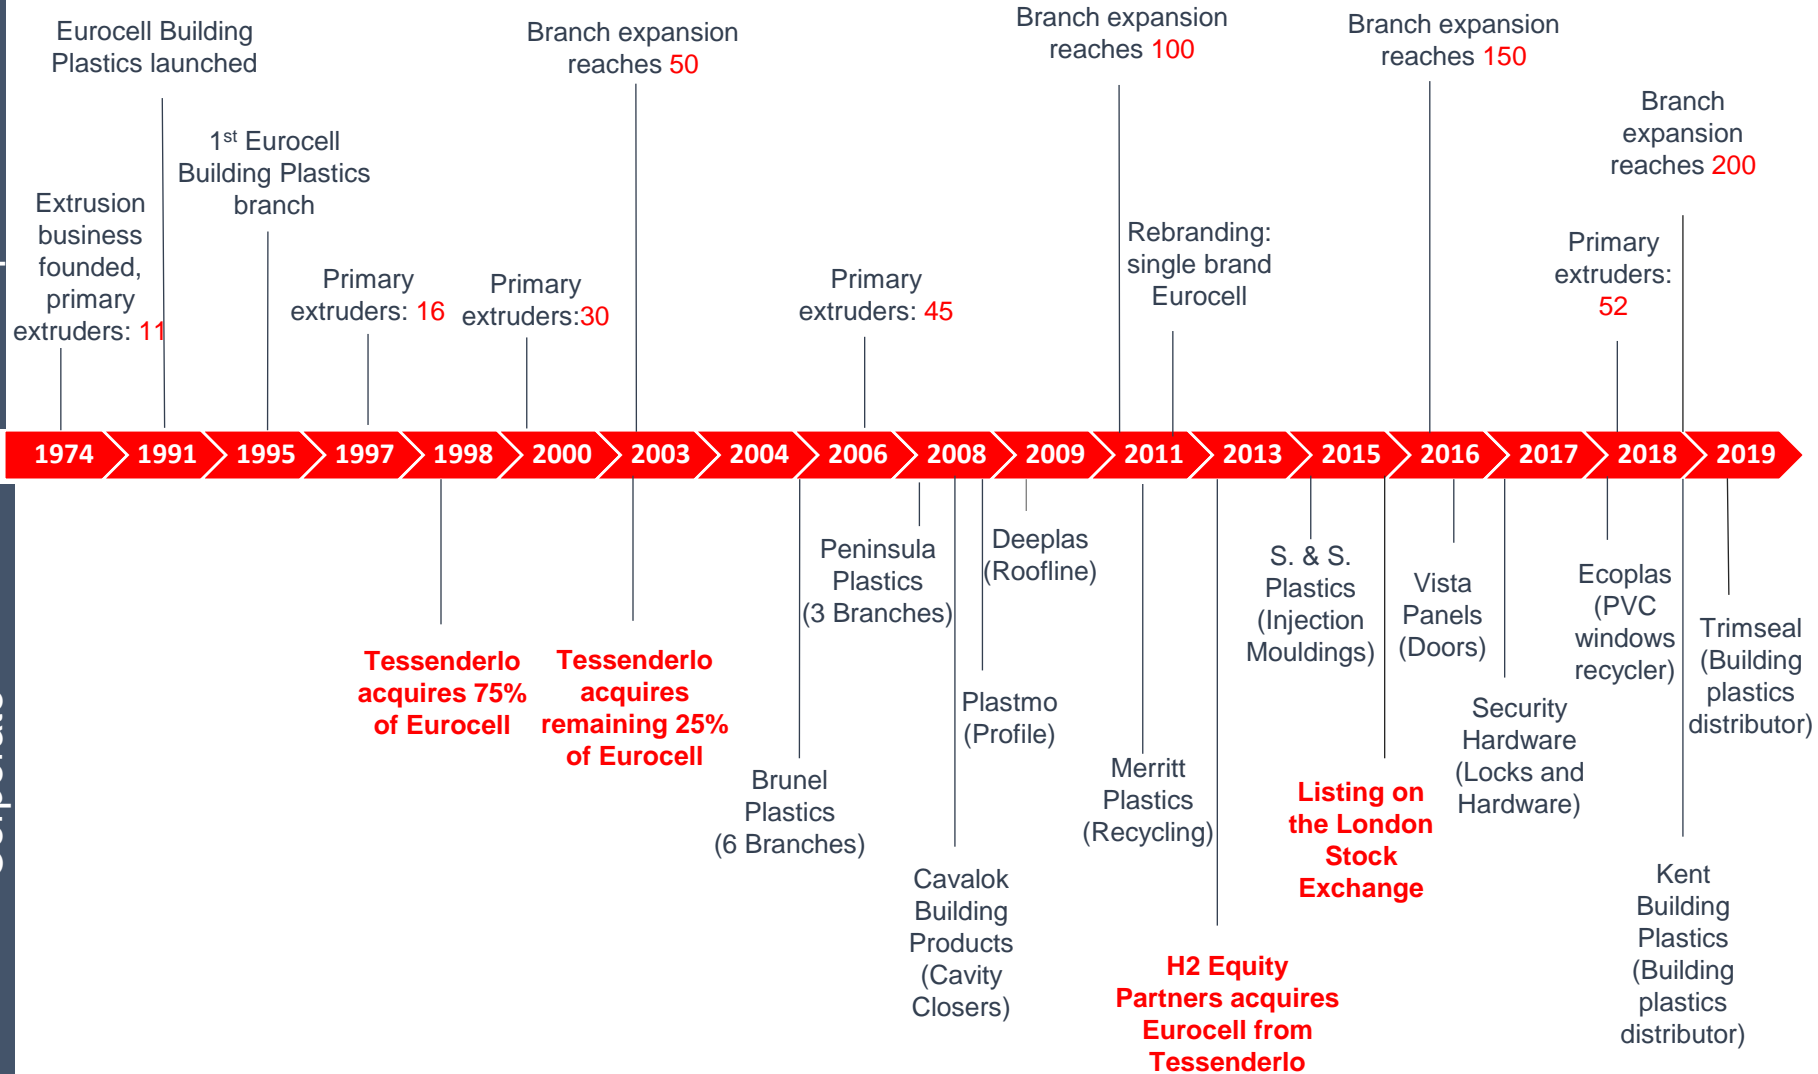 Eurocell Building
Plastics launched
Branch expansion
reaches 50
Branch expansion
reaches 100
Branch expansion
reaches 150
Branch
expansion
reaches 200
1st Eurocell
Building Plastics
branch
Extrusion
business
founded,
primary
extruders: 11
Primary
extruders: 16
Primary
extruders:30
Primary
extruders: 45
Rebranding:
single brand
Eurocell
Primary
extruders:
52
1974 1991 1995 1997 1998 2000 2003 2004 2006 2008 2009 2011 2013 2015 2016 2017 2018 2019
Tessenderlo
acquires 75%
of Eurocell
Tessenderlo
acquires
remaining 25%
of Eurocell
Brunel
Plastics
(6 Branches)
Peninsula
Plastics
(3 Branches)
Cavalok
Building
Products
(Cavity
Closers)
Plastmo
(Profile)
Deeplas
(Roofline)
Merritt
Plastics
(Recycling)
H2 Equity
Partners acquires
Eurocell from
Tessenderlo
S. & S.
Plastics
(Injection
Mouldings)
Listing on
the London
Stock
Exchange
Vista
Panels
(Doors)
Security
Hardware
(Locks and
Hardware)
Ecoplas
(PVC
windows
recycler)
Kent
Building
Plastics
(Building
plastics
distributor)
Trimseal
(Building
plastics
distributor)